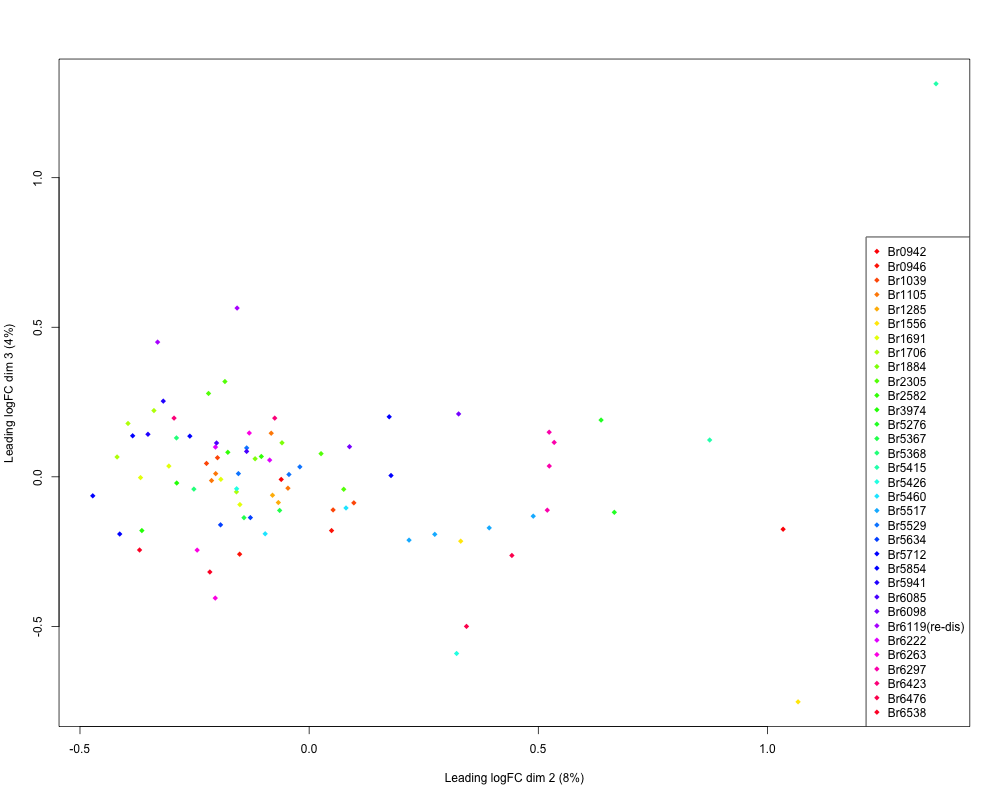 1.0
0.5
0.0
-0.5
Leading logFC dim 3 (4%)
Br0942
Br0946
Br1039
Br1105
Br1285
Br1556
Br1691
Br1706
Br1884
Br2305
Br2582
Br3974
Br5276
Br5367
Br5368
Br5415
Br5426
Br5460
Br5517
Br5529
Br5634
Br5712
Br5854
Br5941
Br6085
Br6098
Br6119(re-dis)
Br6222
Br6263
Br6297
Br6423
Br6476
Br6538
-0.5 0.0 0.5 1.0
Leading logFC dim 2 (8%)